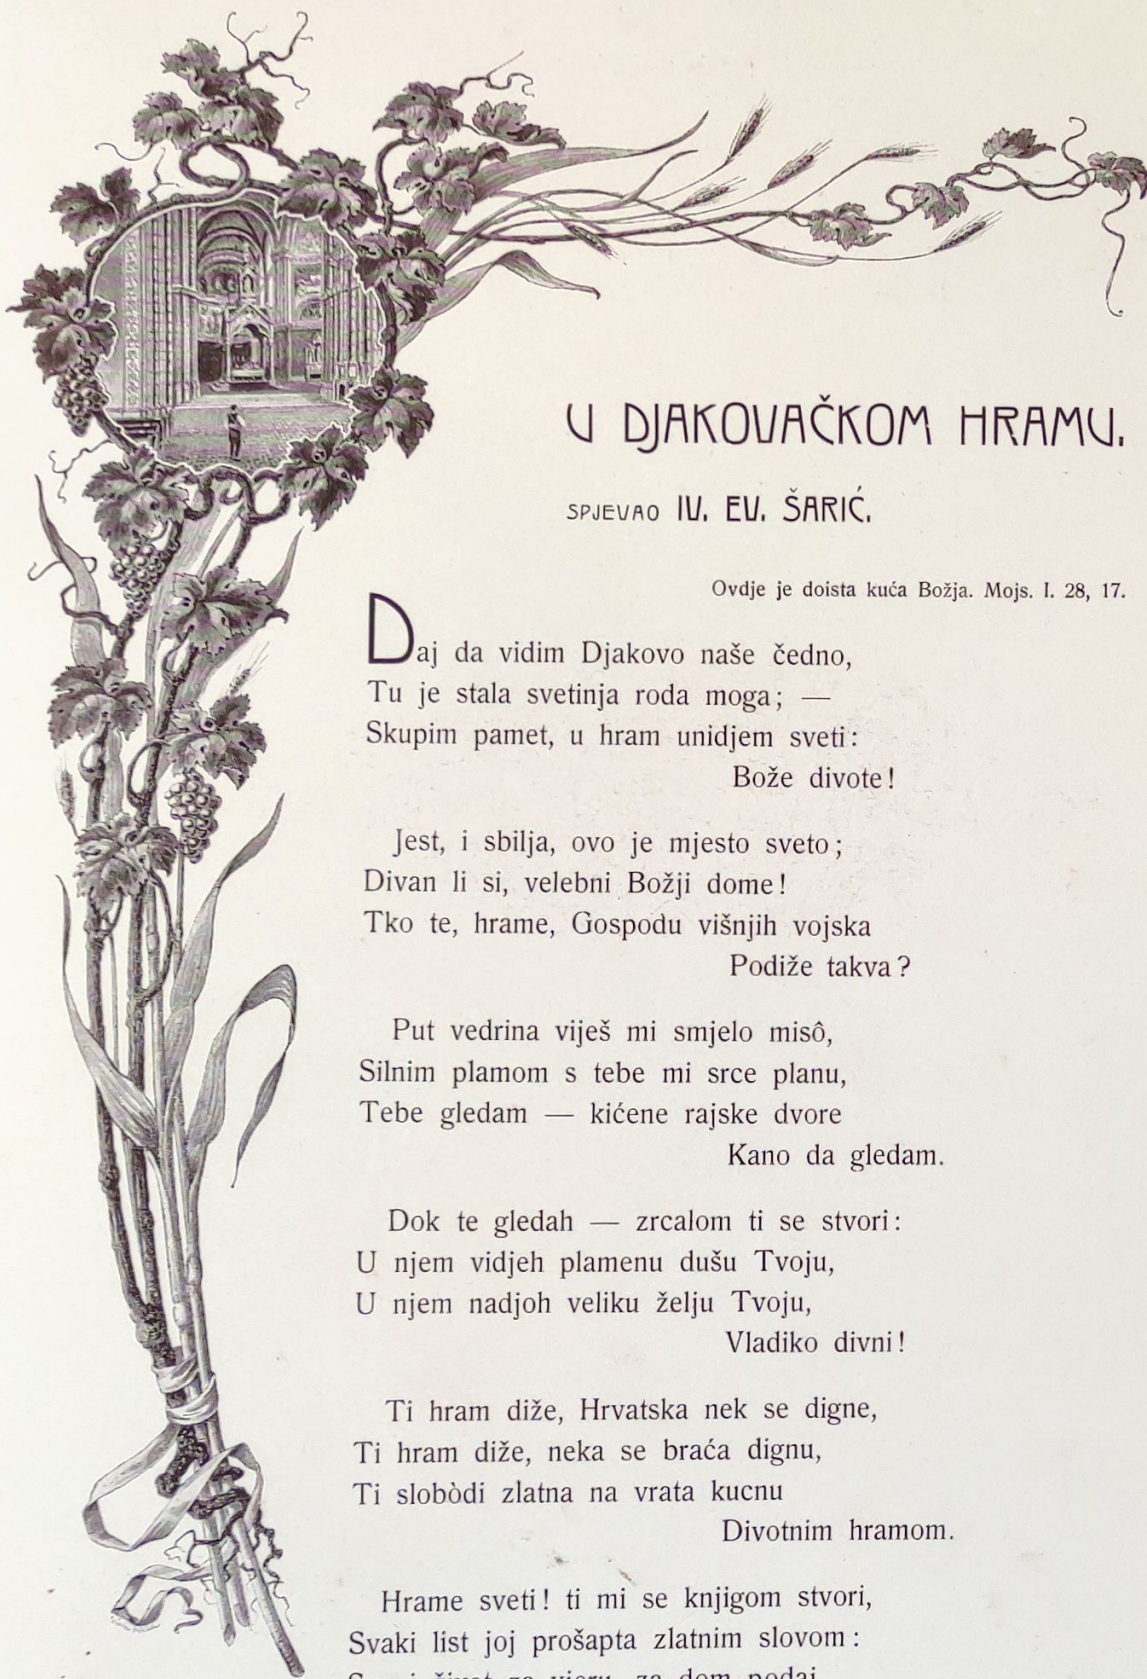 U DJAKOVAČKOM HRAMU.
SPJEVAO IV. EV. ŠARIĆ.
Ovdje je doista kuća Božja. Mojs. I. 28, 17.
Daj da vidim Djakovo naše čedno,
Tu je stala svetinja roda moga; —
Skupim pamet, u hram unidjem sveti:
Bože divote!
Jest, i sbilja, ovo je mjesto sveto;
Divan li si, velebni Božji dome!
Tko te, hrame, Gospodu višnjih vojska
Podiže takva?
Put vedrina viješ mi smjelo misô,
Silnim plamom s tebe mi srce planu,
Tebe gledam — kićene rajske dvore
Kano da gledam.
Dok te gledah — zrcalom ti se stvori:
U njem vidjeh plamenu dušu Tvoju,
U njem nadjoh veliku želju Tvoju,
Vladiko divni!
Ti hram diže, Hrvatska nek se digne,
Ti hram diže, neka se braća dignu,
Ti slobòdi zlatna na vrata kucnu
Divotnim hramom.
Hrame sveti! ti mi se knjigom stvori,
Svaki list joj prošapta zlatnim slovom:
život za vjeru, za dom podaj